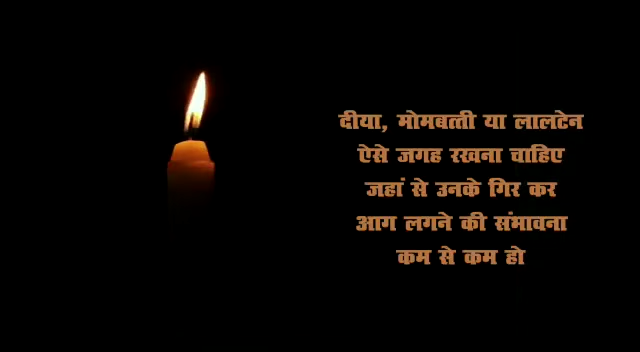 दीया, मोमबत्ती या लालटेन
ऐसे जगह रखना चाहिए
जहां से उनके गिर कर
आग लगने की संभावना
कम से कम हो